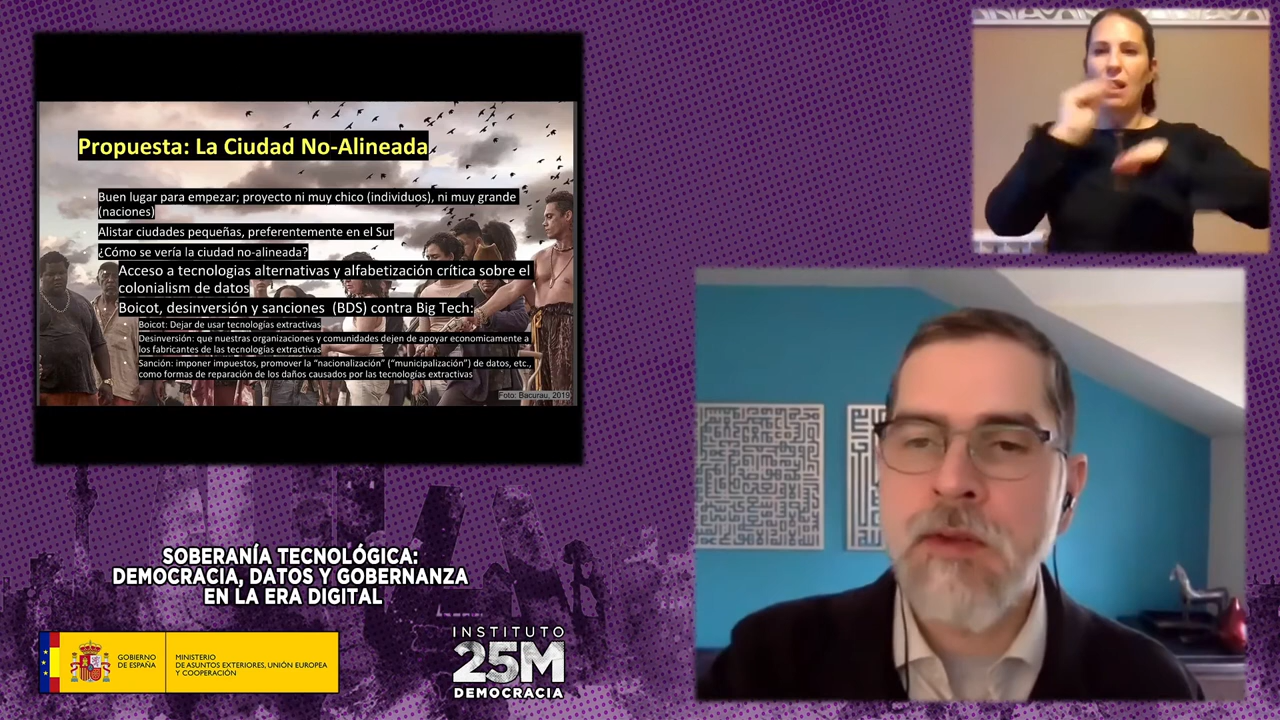 Propuesta: La Ciudad No-Alineada
Buen lugar para empezar; proyecto ni muy chico (individuos), ni muy grande
(naciones)
Alistar ciudades pequeñas, preferentemente en el Sur
¿Cómo se vería la ciudad no-alineada?
Acceso a tecnologias alternativas y alfabetización crítica sobre el
colonialism de datos
Boicot, desinversión y sanciones (BDS) contra Big Tech:
Boicot: Dejar de usar tecnologías extractivas
Desinversión: que nuestras organizaciones y comunidades dejen de apoyar economicamente a
los fabricantes de las tecnologías extractivas
Sanción: imponer impuestos, promover la “nacionalización” (“municipalización”) de datos, etc.,
como formas de reparación de los daños causados por las tecnologías extractivas
Foto: Bacurau, 2019
SOBERANÍA TECNOLÓGICA:
DEMOCRACIA, DATOS Y GOBERNANZA
EN LA ERA DIGITAL
GOBIERNO
DE ESPAÑA
MINISTERIO
DE ASUNTOS EXTERIORES, UNIÓN EUROPEA
Y COOPERACIÓN
INSTITUTO
25M
DEMOCRACIA